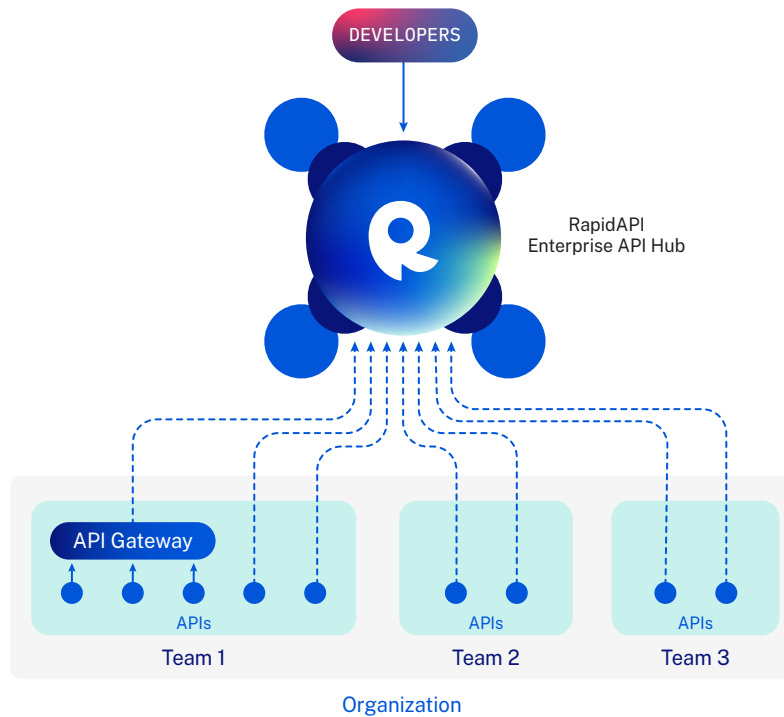 DEVELOPERS
RapidAPI
Enterprise API Hub
API Gateway
APIs
APIs
APIs
Team 1
Team 2
Team 3
Organization